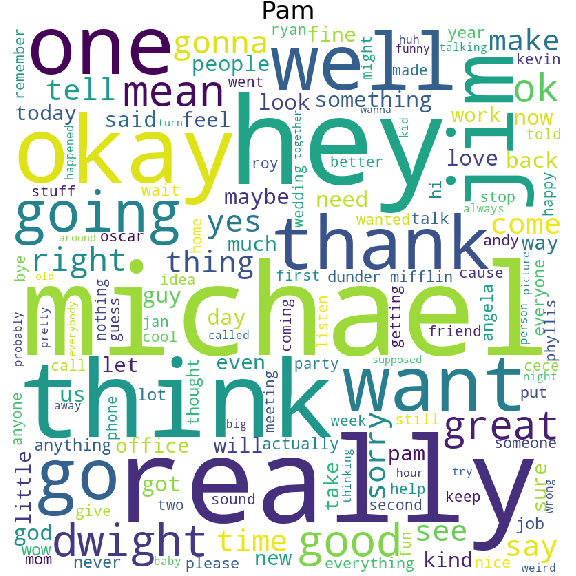 Pam
remember one gonna ryan fine well huh funny made talking year make kevin
people might
tell mean look something wanna jim ok
today said feel work now told
okay hey
happened turn roy better kid love back
stuff wait oscar maybe need wedding together hi stop always happy
going yes wanted talk come
right thing much thank andy way
bye around home first dunder mifflin cause everyone
old idea
michael
probably pretty everybody nothing guess jan cool guy day called coming listen getting friend angela person picture phyllis
call let even party supposed cece night
think want
us lot thought meeting week still put
anyone away phone big great someone
anything office will actually sorry pam
little go really
give got two sound take hour help second keep try sure job wrong
god wow dwight time good fun see say
mom never baby please new everything thinking kind nice weird